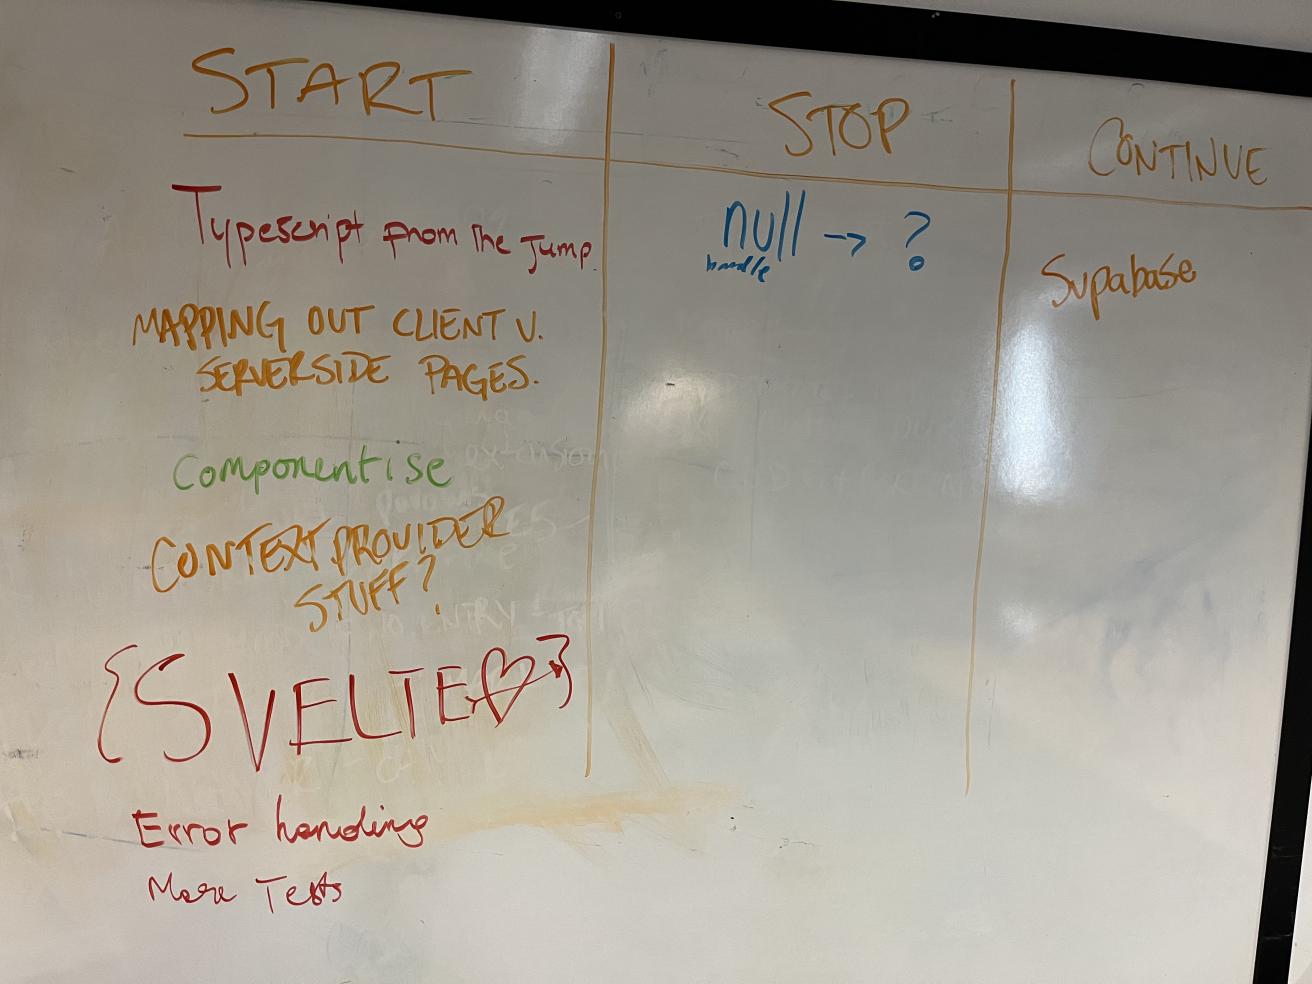 START
STOP
CONTINUE
Typescript from the jump
MAPPING OUT CLIENT V.
SERVERSIDE PAGES.
Componentise
CONTEXT PROVIDER
STUFF?
{SVELTE♡}
Error handling
More Tests
null → ?
handle
Supabase